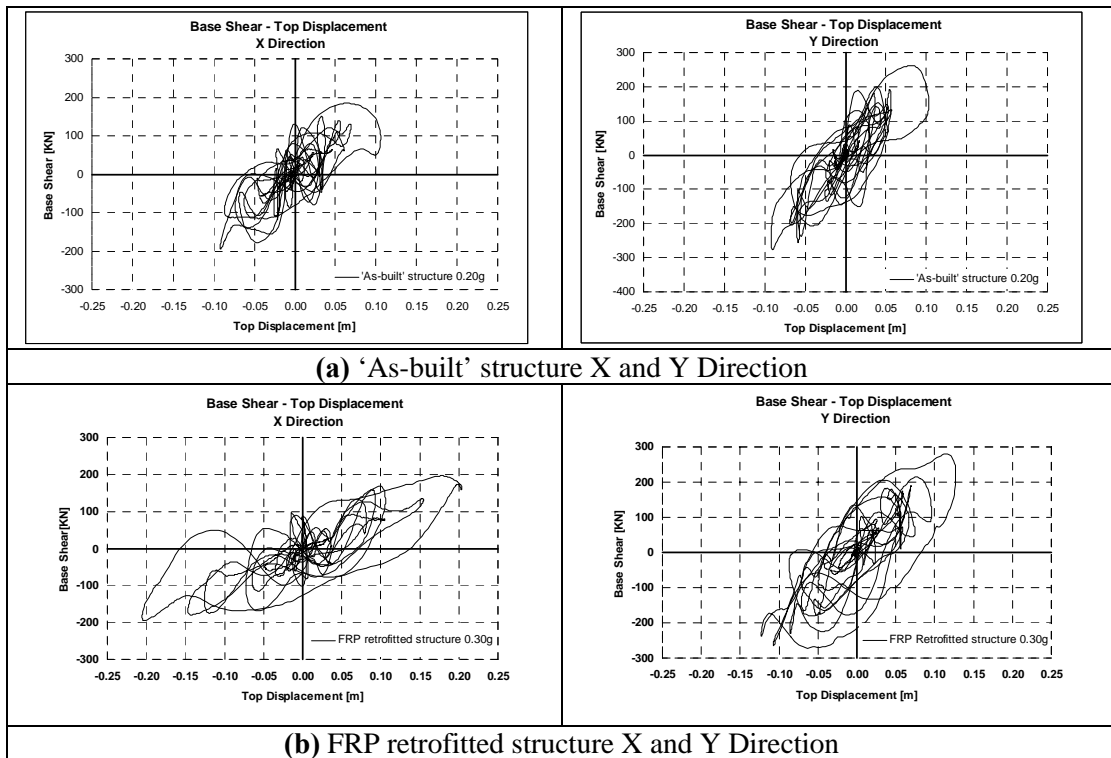 Base Shear - Top Displacement
X Direction
Base Shear [KN]
300
200
100
0
-100
-200
-300
-0.25 -0.20 -0.15 -0.10 -0.05 0.00 0.05 0.10 0.15 0.20 0.25
Top Displacement [m]
'As-built' structure 0.20g
Base Shear - Top Displacement
Y Direction
Base Shear [KN]
300
200
100
0
-100
-200
-300
-400
-0.25 -0.20 -0.15 -0.10 -0.05 0.00 0.05 0.10 0.15 0.20 0.25
Top Displacement [m]
'As-built' structure 0.20g
(a) ‘As-built’ structure X and Y Direction
Base Shear - Top Displacement
X Direction
Base Shear[KN]
300
200
100
0
-100
-200
-300
-0.25 -0.20 -0.15 -0.10 -0.05 0.00 0.05 0.10 0.15 0.20 0.25
Top Displacement [m]
FRP retrofitted structure 0.30g
Base Shear - Top Displacement
Y Direction
Base Shear [KN]
300
200
100
0
-100
-200
-300
-0.25 -0.20 -0.15 -0.10 -0.05 0.00 0.05 0.10 0.15 0.20 0.25
Top Displacement [m]
FRP Retrofitted structure 0.30g
(b) FRP retrofitted structure X and Y Direction